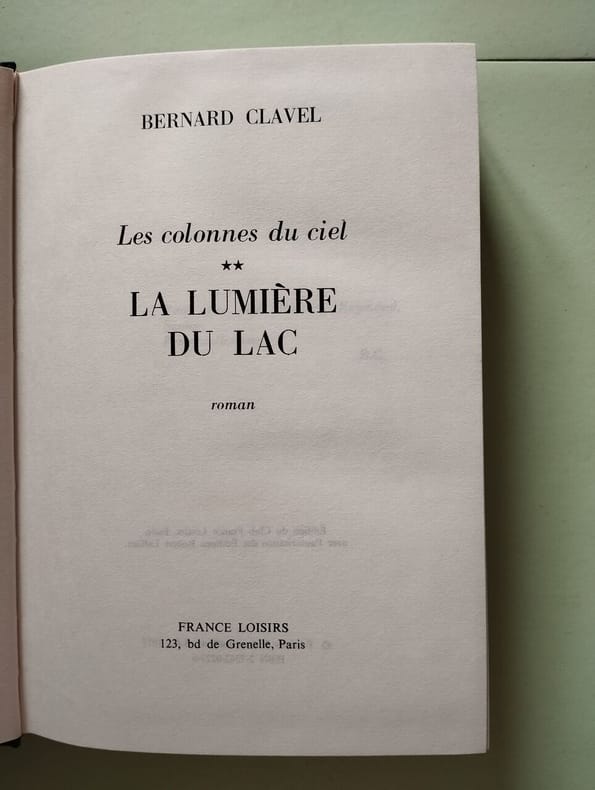 BERNARD CLAVEL
Les colonnes du ciel
★★
LA LUMIÈRE
DU LAC
roman
FRANCE LOISIRS
123, bd de Grenelle, Paris